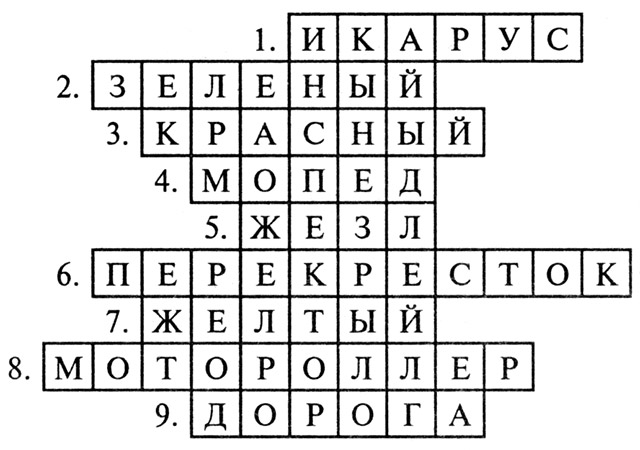 1. ИКАРУС
2. ЗЕЛЕНЫЙ
3. КРАСНЫЙ
4. МОПЕД
5. ЖЕЗЛ
6. ПЕРЕКРЕСТОК
7. ЖЕЛТЫЙ
8. МОТОРОЛЛЕР
9. ДОРОГА